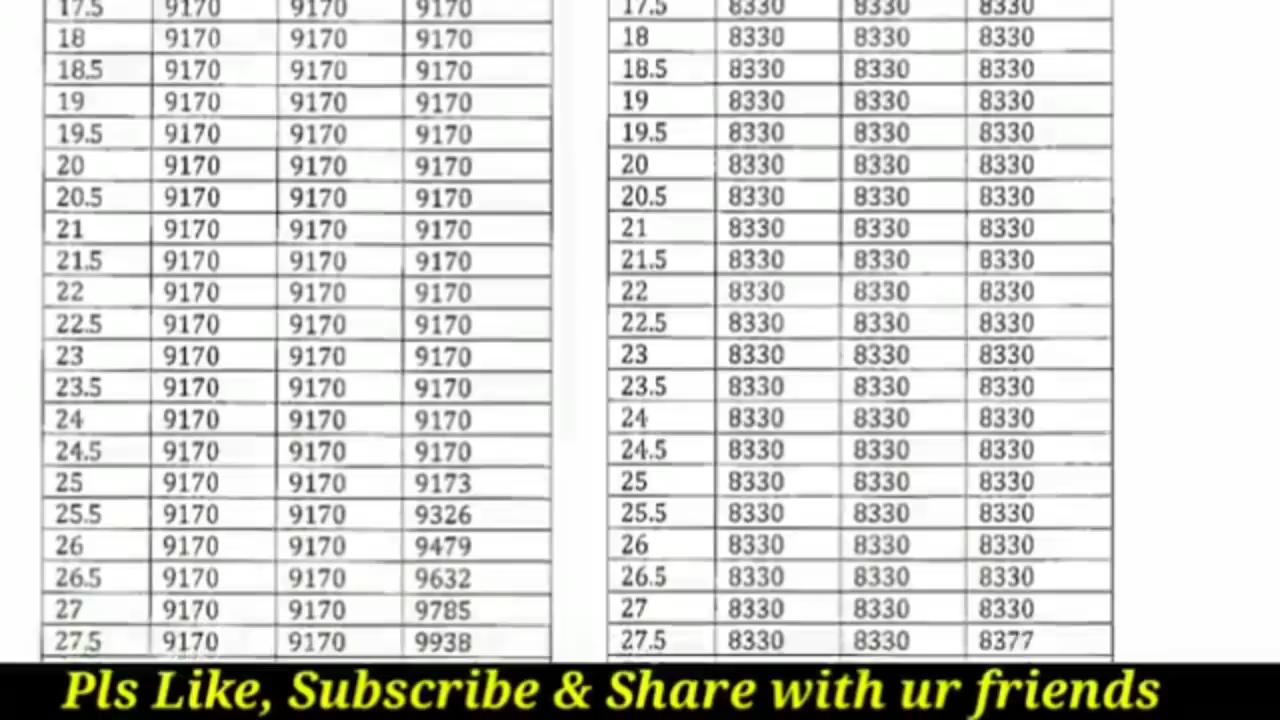 17.5 9170 9170 9170 17.5 8330 8330 8330
18 9170 9170 9170 18 8330 8330 8330
18.5 9170 9170 9170 18.5 8330 8330 8330
19 9170 9170 9170 19 8330 8330 8330
19.5 9170 9170 9170 19.5 8330 8330 8330
20 9170 9170 9170 20 8330 8330 8330
20.5 9170 9170 9170 20.5 8330 8330 8330
21 9170 9170 9170 21 8330 8330 8330
21.5 9170 9170 9170 21.5 8330 8330 8330
22 9170 9170 9170 22 8330 8330 8330
22.5 9170 9170 9170 22.5 8330 8330 8330
23 9170 9170 9170 23 8330 8330 8330
23.5 9170 9170 9170 23.5 8330 8330 8330
24 9170 9170 9170 24 8330 8330 8330
24.5 9170 9170 9170 24.5 8330 8330 8330
25 9170 9170 9173 25 8330 8330 8330
25.5 9170 9170 9326 25.5 8330 8330 8330
26 9170 9170 9479 26 8330 8330 8330
26.5 9170 9170 9632 26.5 8330 8330 8330
27 9170 9170 9785 27 8330 8330 8330
27.5 9170 9170 9938 27.5 8330 8330 8377
Pls Like, Subscribe & Share with ur friends